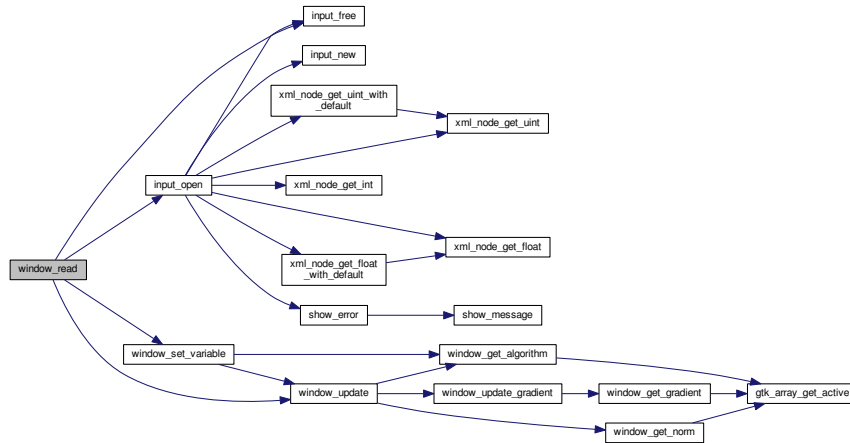 input_free
input_new
xml_node_get_uint_with
_default
xml_node_get_uint
input_open
xml_node_get_int
xml_node_get_float
xml_node_get_float
_with_default
window_read
show_error
show_message
window_set_variable
window_get_algorithm
window_update
window_update_gradient
window_get_gradient
gtk_array_get_active
window_get_norm